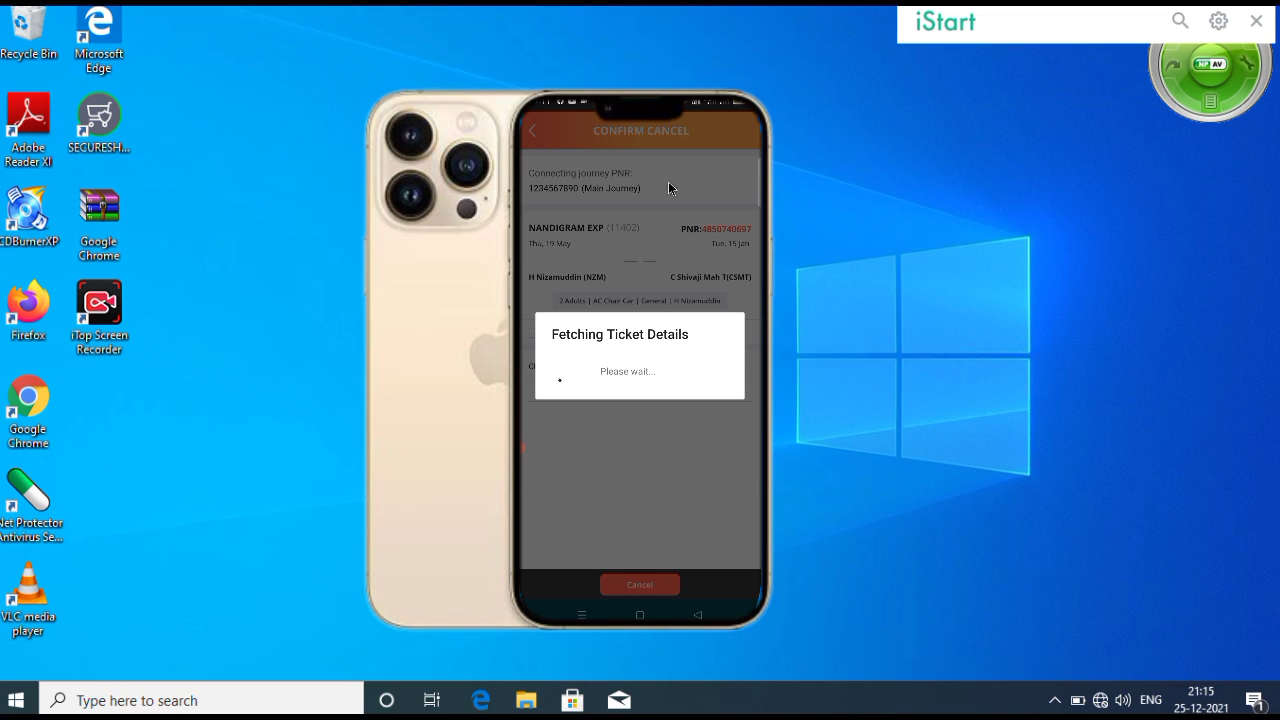 Recycle Bin
Microsoft
Edge
iStart
NP AV
Adobe
Reader XI
SECURESH...
CDBurnerXP
Google
Chrome
Firefox
iTop Screen
Recorder
Google
Chrome
Net Protector
Antivirus Se...
VLC media
player
CONFIRM CANCEL
Connecting journey PNR:
1234567890 (Main Journey)
NANDIGRAM EXP (11402) PNR:4850740697
Thu, 19 May Tue, 15 Jan
H Nizamuddin (NZM) C Shivaji Mah T(CSMT)
2 Adults | AC Chair Car | General | H Nizamuddin
Fetching Ticket Details
Please wait...
Cancel
Type here to search
ENG
21:15
25-12-2021
1